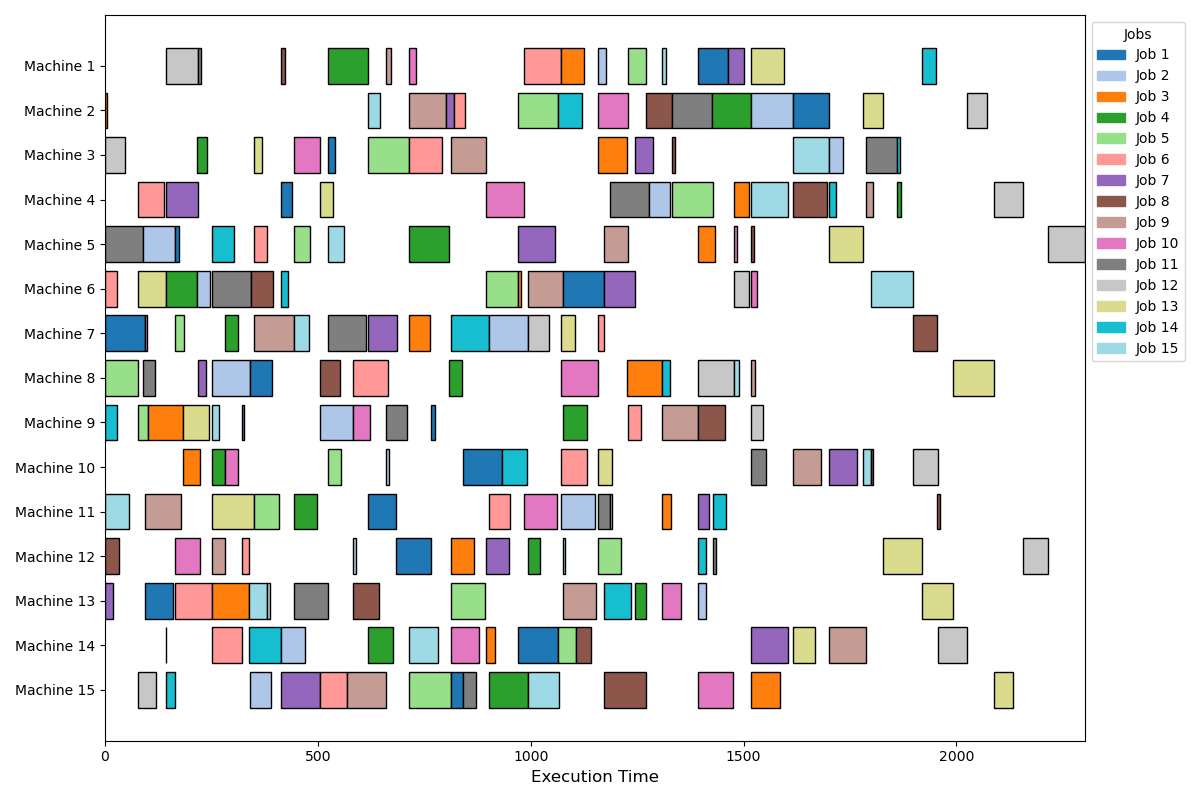 Machine 1
Machine 2
Machine 3
Machine 4
Machine 5
Machine 6
Machine 7
Machine 8
Machine 9
Machine 10
Machine 11
Machine 12
Machine 13
Machine 14
Machine 15
0 500 1000 1500 2000
Execution Time
Jobs
Job 1
Job 2
Job 3
Job 4
Job 5
Job 6
Job 7
Job 8
Job 9
Job 10
Job 11
Job 12
Job 13
Job 14
Job 15